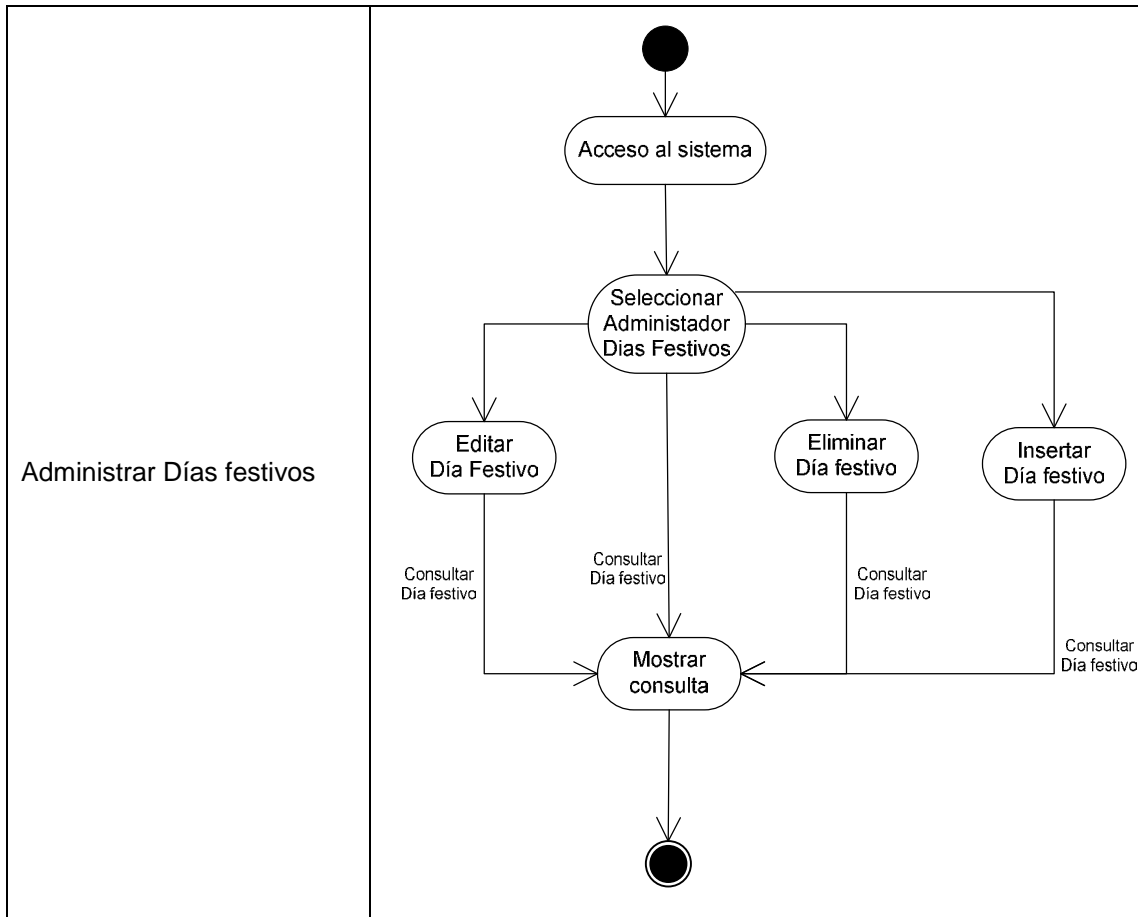 Administrar Días festivos
Acceso al sistema
Seleccionar
Administador
Dias Festivos
Editar
Día Festivo
Eliminar
Día festivo
Insertar
Día festivo
Consultar
Día festivo
Consultar
Día festivo
Consultar
Día festivo
Consultar
Día festivo
Mostrar
consulta